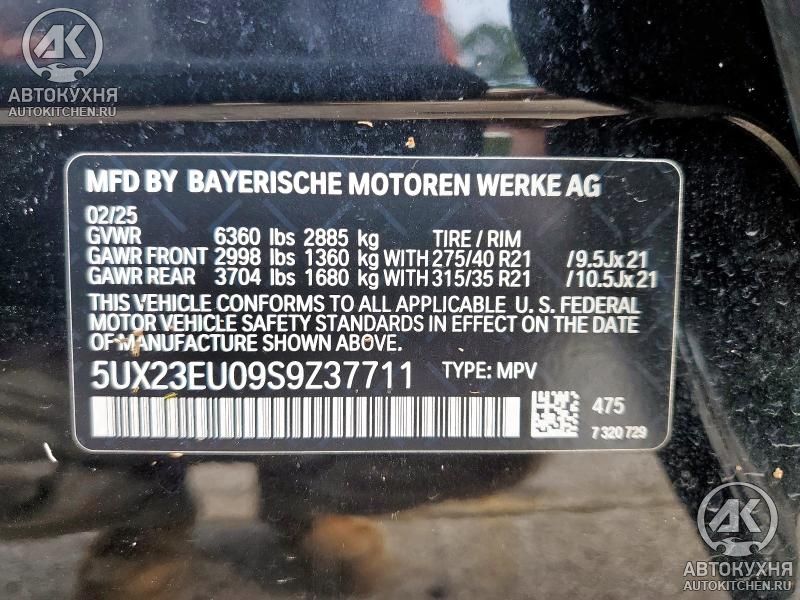 AK
АВТОКУХНЯ
AUTOKITCHEN.RU
MFD BY BAYERISCHE MOTOREN WERKE AG
02/25
GVWR 6360 lbs 2885 kg TIRE / RIM
GAWR FRONT 2998 lbs 1360 kg WITH 275/40 R21 /9.5Jx21
GAWR REAR 3704 lbs 1680 kg WITH 315/35 R21 /10.5Jx21
THIS VEHICLE CONFORMS TO ALL APPLICABLE U. S. FEDERAL
MOTOR VEHICLE SAFETY STANDARDS IN EFFECT ON THE DATE
OF MANUFACTURE SHOWN ABOVE.
5UX23EU09S9Z37711 TYPE: MPV
475
7 320 729
AK
АВТОКУХНЯ
AUTOKITCHEN.RU